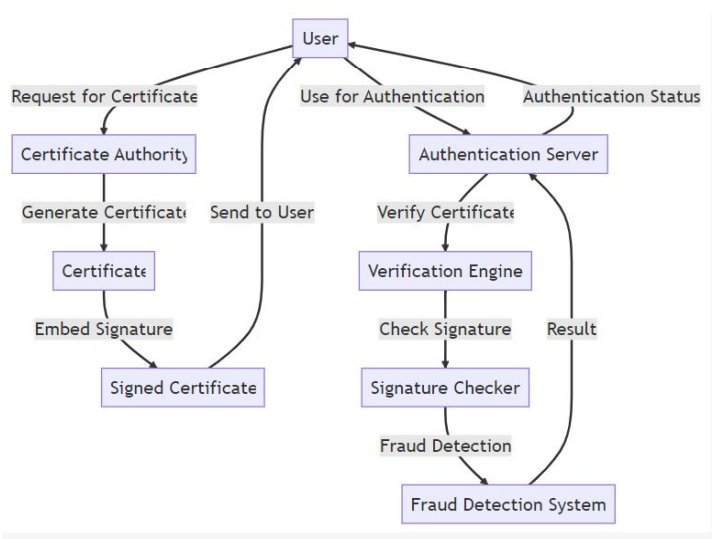 User
Request for Certificate
Use for Authentication
Authentication Status
Certificate Authority
Authentication Server
Generate Certificate
Send to User
Verify Certificate
Certificate
Verification Engine
Embed Signature
Check Signature
Result
Signed Certificate
Signature Checker
Fraud Detection
Fraud Detection System